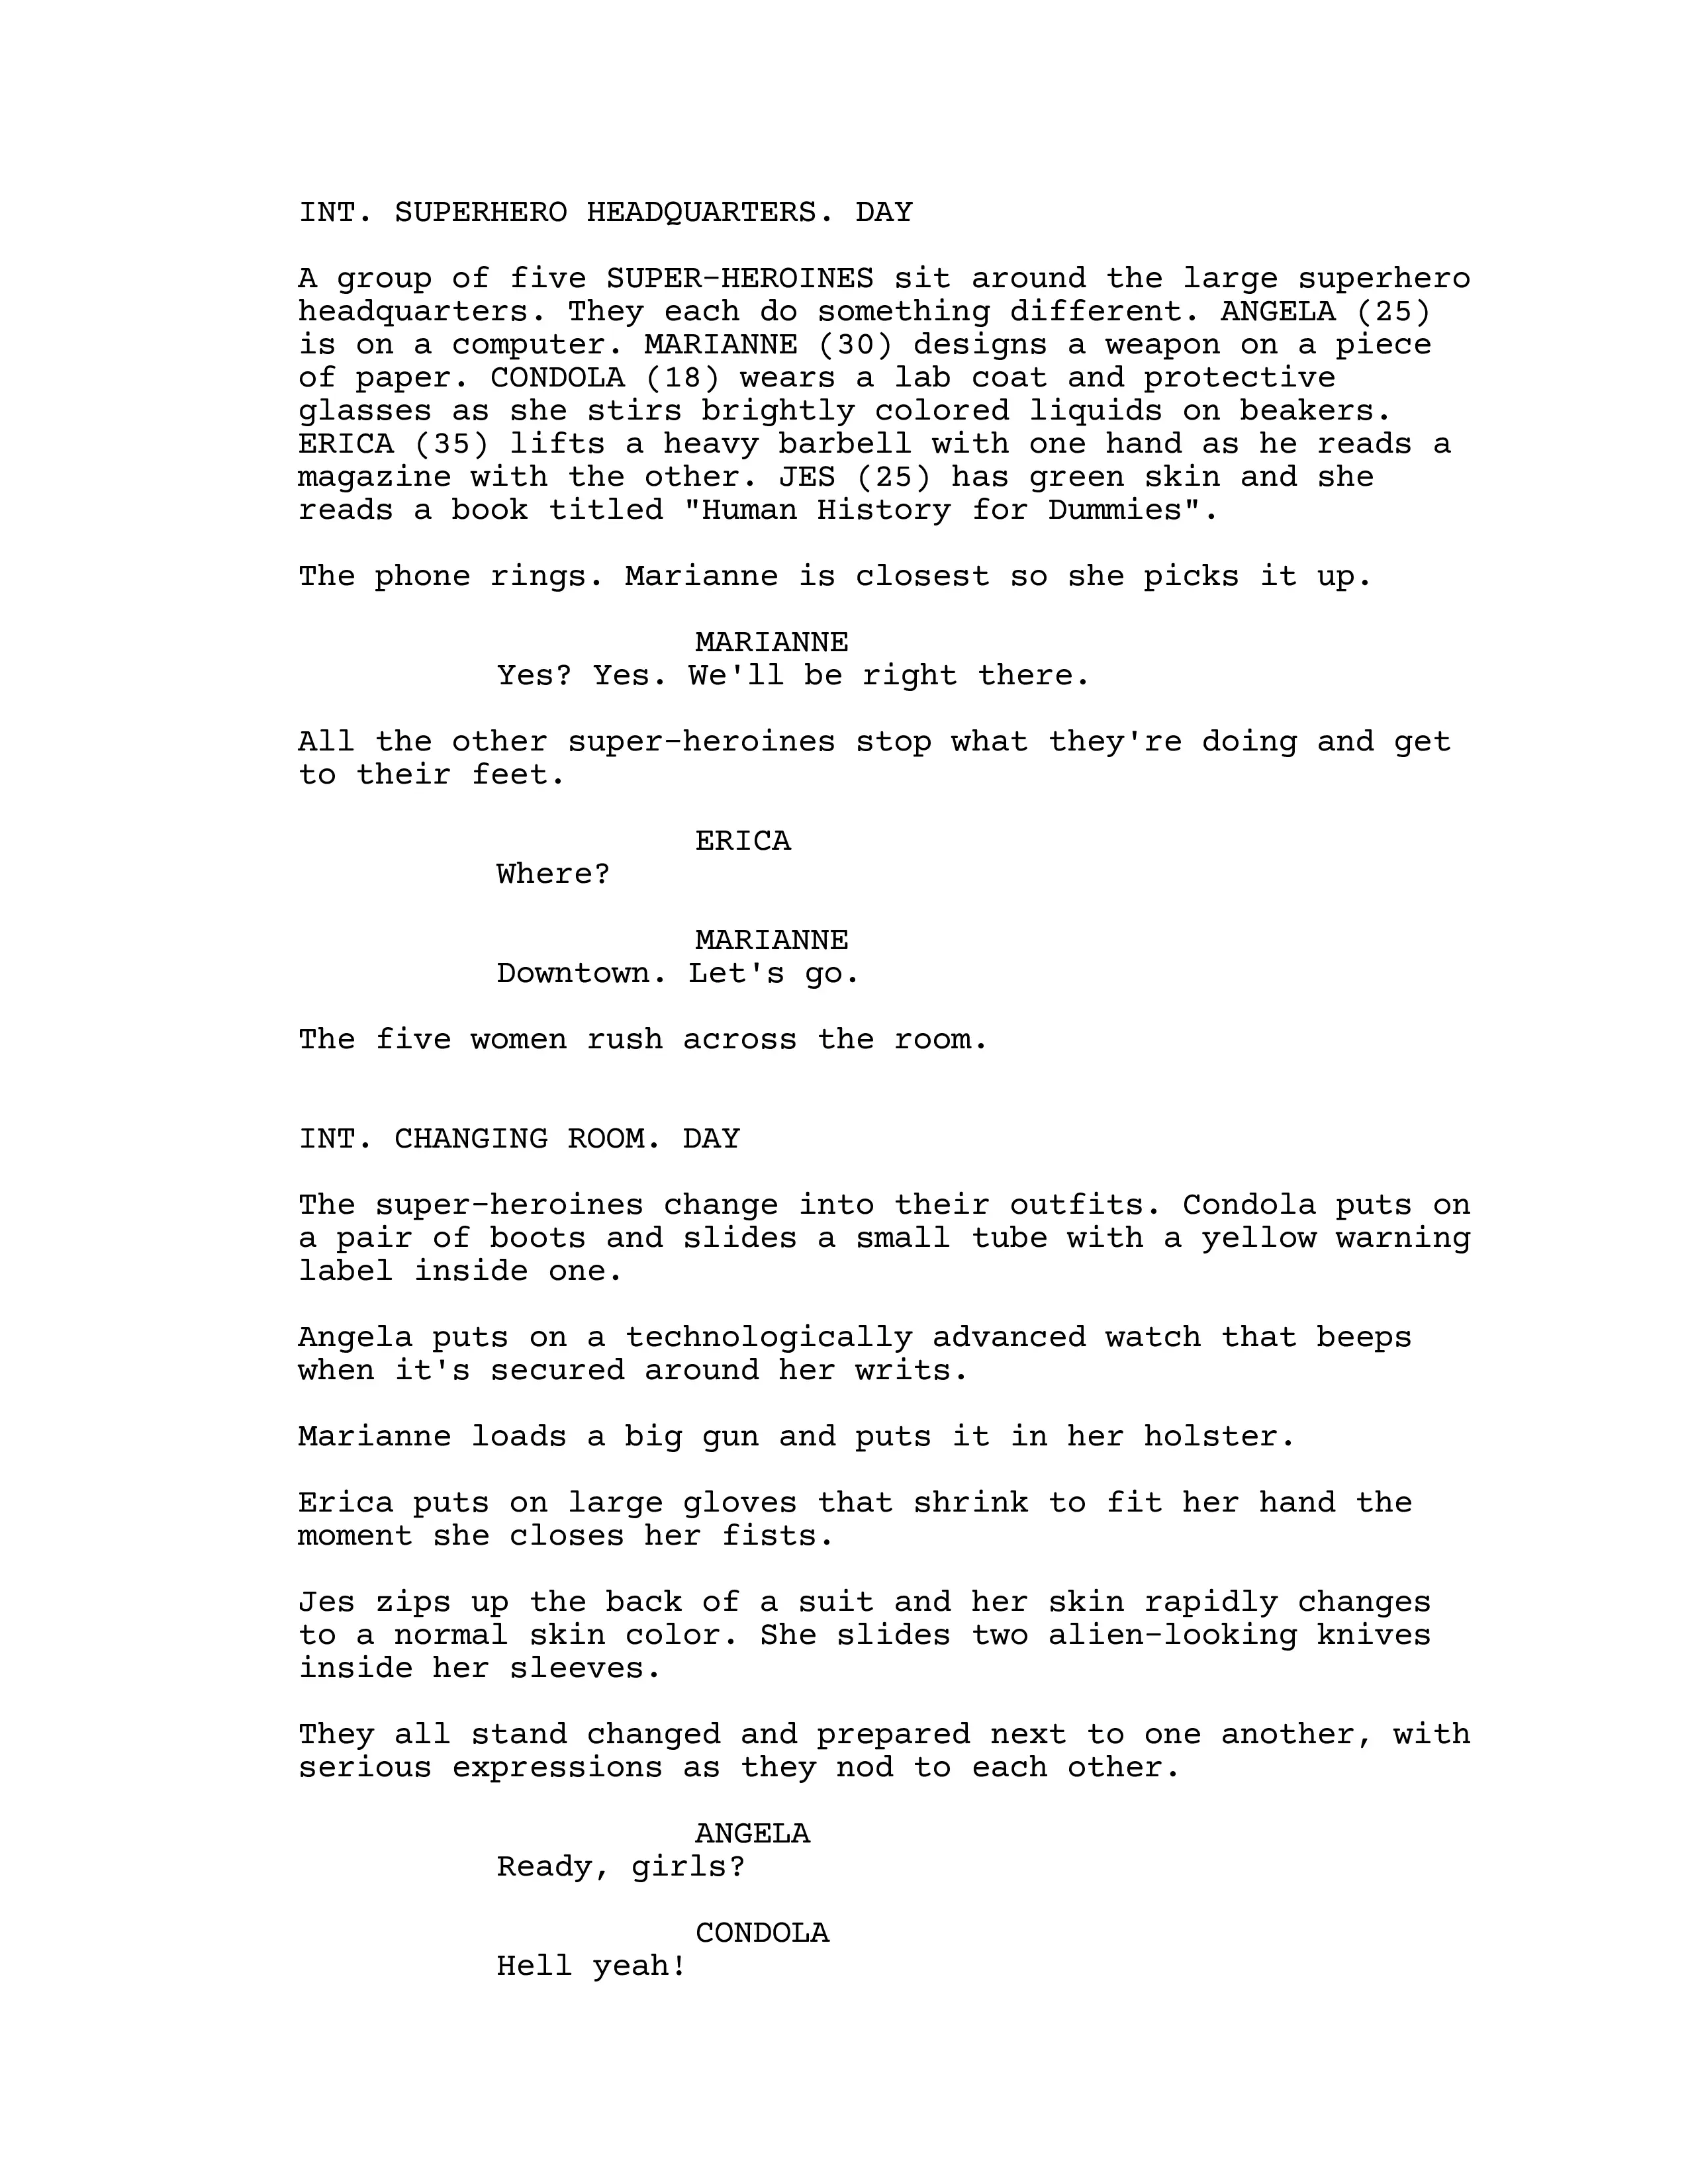 INT. SUPERHERO HEADQUARTERS. DAY
A group of five SUPER-HEROINES sit around the large superhero
headquarters. They each do something different. ANGELA (25)
is on a computer. MARIANNE (30) designs a weapon on a piece
of paper. CONDOLA (18) wears a lab coat and protective
glasses as she stirs brightly colored liquids on beakers.
ERICA (35) lifts a heavy barbell with one hand as he reads a
magazine with the other. JES (25) has green skin and she
reads a book titled "Human History for Dummies".
The phone rings. Marianne is closest so she picks it up.
MARIANNE
Yes? Yes. We'll be right there.
All the other super-heroines stop what they're doing and get
to their feet.
ERICA
Where?
MARIANNE
Downtown. Let's go.
The five women rush across the room.
INT. CHANGING ROOM. DAY
The super-heroines change into their outfits. Condola puts on
a pair of boots and slides a small tube with a yellow warning
label inside one.
Angela puts on a technologically advanced watch that beeps
when it's secured around her writs.
Marianne loads a big gun and puts it in her holster.
Erica puts on large gloves that shrink to fit her hand the
moment she closes her fists.
Jes zips up the back of a suit and her skin rapidly changes
to a normal skin color. She slides two alien-looking knives
inside her sleeves.
They all stand changed and prepared next to one another, with
serious expressions as they nod to each other.
ANGELA
Ready, girls?
CONDOLA
Hell yeah!